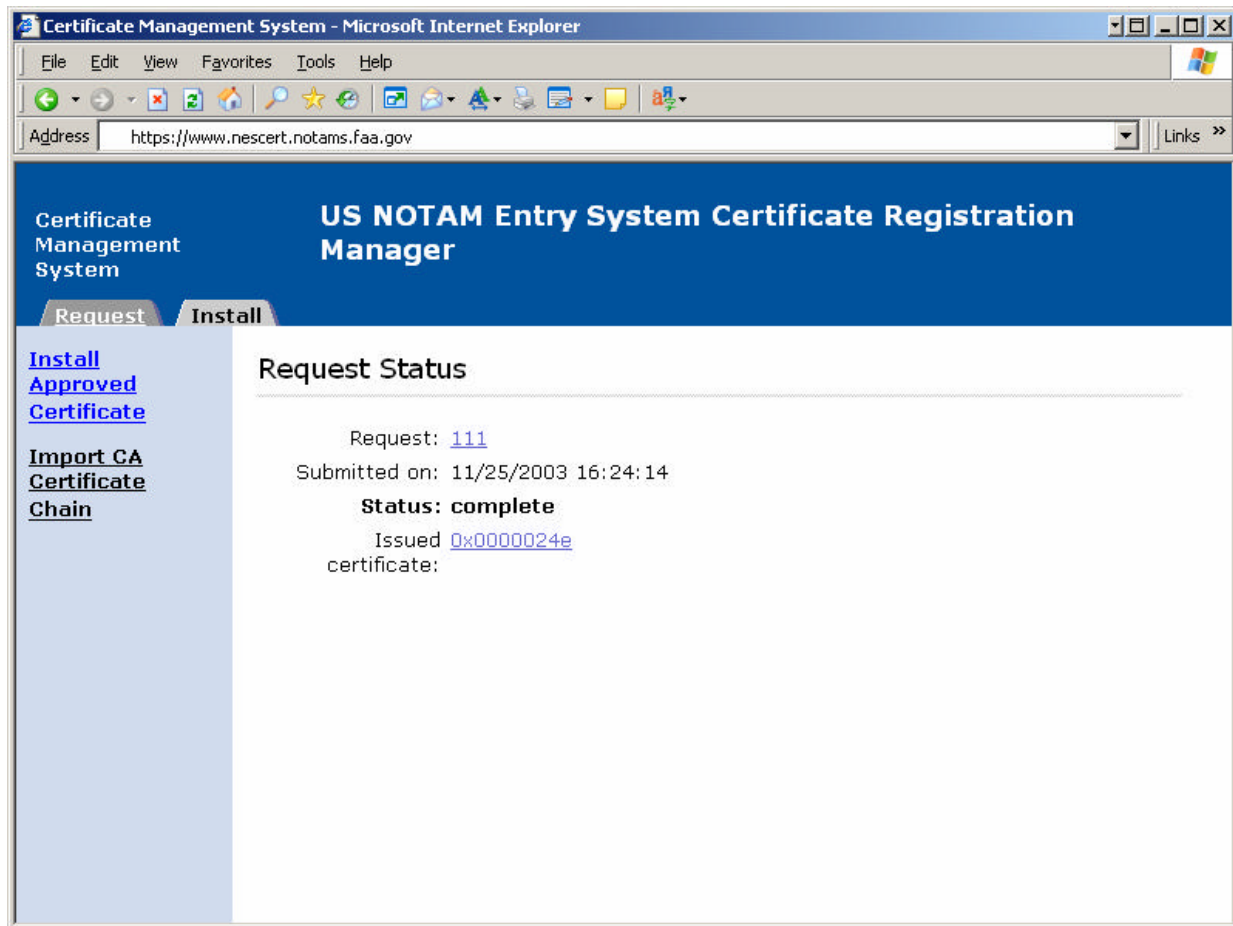 Certificate Management System - Microsoft Internet Explorer
File Edit View Favorites Tools Help
Address https://www.nescert.notams.faa.gov Links »
Certificate
Management
System
US NOTAM Entry System Certificate Registration
Manager
Request Install
Install
Approved
Certificate
Import CA
Certificate
Chain
Request Status
Request: 111
Submitted on: 11/25/2003 16:24:14
Status: complete
Issued 0x0000024e
certificate: